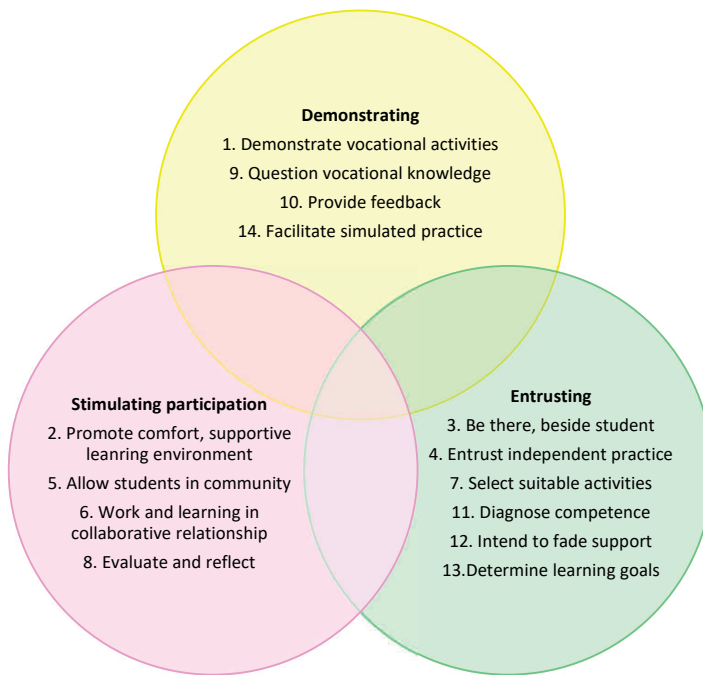 Demonstrating
1. Demonstrate vocational activities
9. Question vocational knowledge
10. Provide feedback
14. Facilitate simulated practice
Stimulating participation
2. Promote comfort, supportive
leanring environment
5. Allow students in community
6. Work and learning in
collaborative relationship
8. Evaluate and reflect
Entrusting
3. Be there, beside student
4. Entrust independent practice
7. Select suitable activities
11. Diagnose competence
12. Intend to fade support
13.Determine learning goals